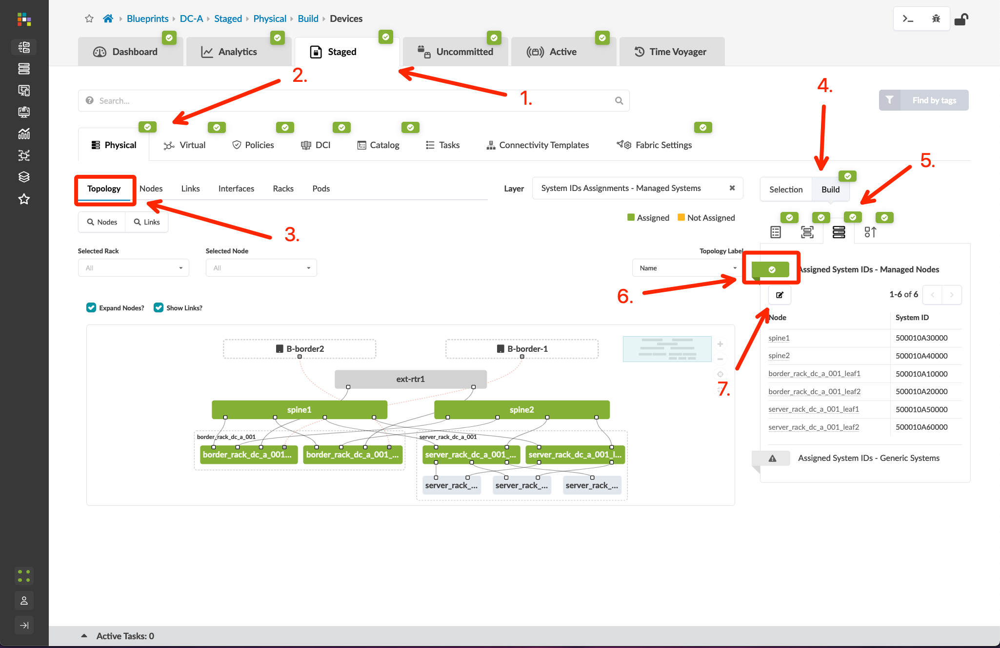 Blueprints DC-A Staged Physical Build Devices
Dashboard Analytics Staged Uncommitted Active Time Voyager
2.
1.
4.
Search...
Find by tags
Physical Virtual Policies DCI Catalog Tasks Connectivity Templates Fabric Settings
5.
Topology Nodes Links Interfaces Racks Pods
Layer System IDs Assignments - Managed Systems
Selection Build
Assigned Not Assigned
Nodes Links
3.
Selected Rack Selected Node
Topology Label
All All
Name
Assigned System IDs - Managed Nodes
6.
1-6 of 6
Expand Nodes? Show Links?
Node System ID
spine1 500010A30000
spine2 500010A40000
border_rack_dc_a_001_leaf1 500010A10000
border_rack_dc_a_001_leaf2 500010A20000
server_rack_dc_a_001_leaf1 500010A50000
server_rack_dc_a_001_leaf2 500010A60000
7.
B-border2 B-border-1
ext-rtr1
spine1 spine2
border_rack_dc_a_001 server_rack_dc_a_001
border_rack_dc_a_001... border_rack_dc_a_001_... server_rack_dc_a_001_... server_rack_dc_a_001_l...
server_rack_... server_rack_... server_rack_...
Assigned System IDs - Generic Systems
Active Tasks: 0